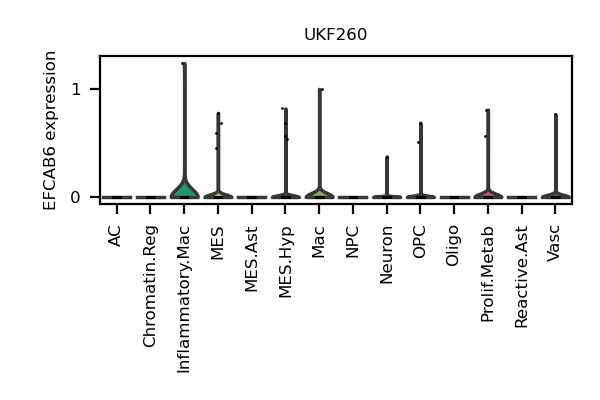 UKF260
EFCAB6 expression
1
0
AC
Chromatin.Reg
Inflammatory.Mac
MES
MES.Ast
MES.Hyp
Mac
NPC
Neuron
OPC
Oligo
Prolif.Metab
Reactive.Ast
Vasc